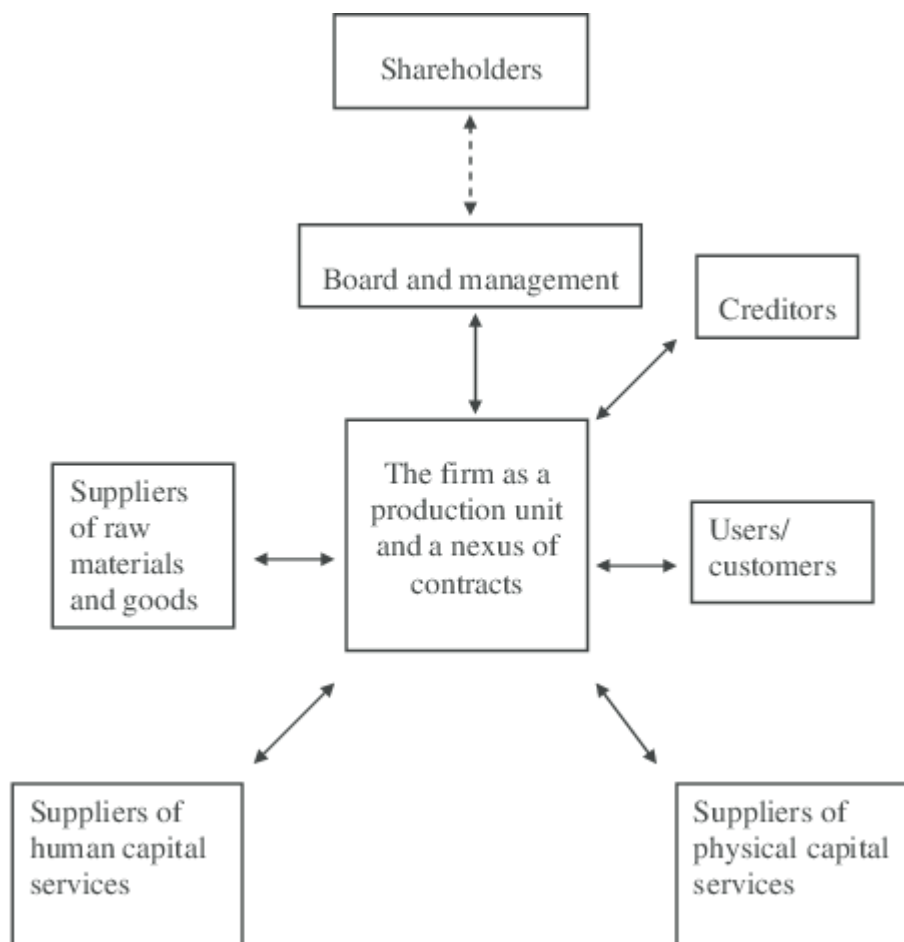 Shareholders
Board and management
Creditors
The firm as a
production unit
and a nexus of
contracts
Suppliers
of raw
materials
and goods
Users/
customers
Suppliers of
human capital
services
Suppliers of
physical capital
services